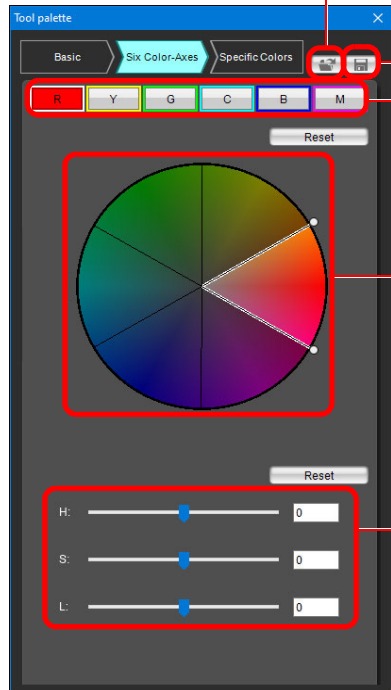 Tool palette ×
Basic Six Color-Axes Specific Colors
R Y G C B M
Reset
Reset
H: 0
S: 0
L: 0